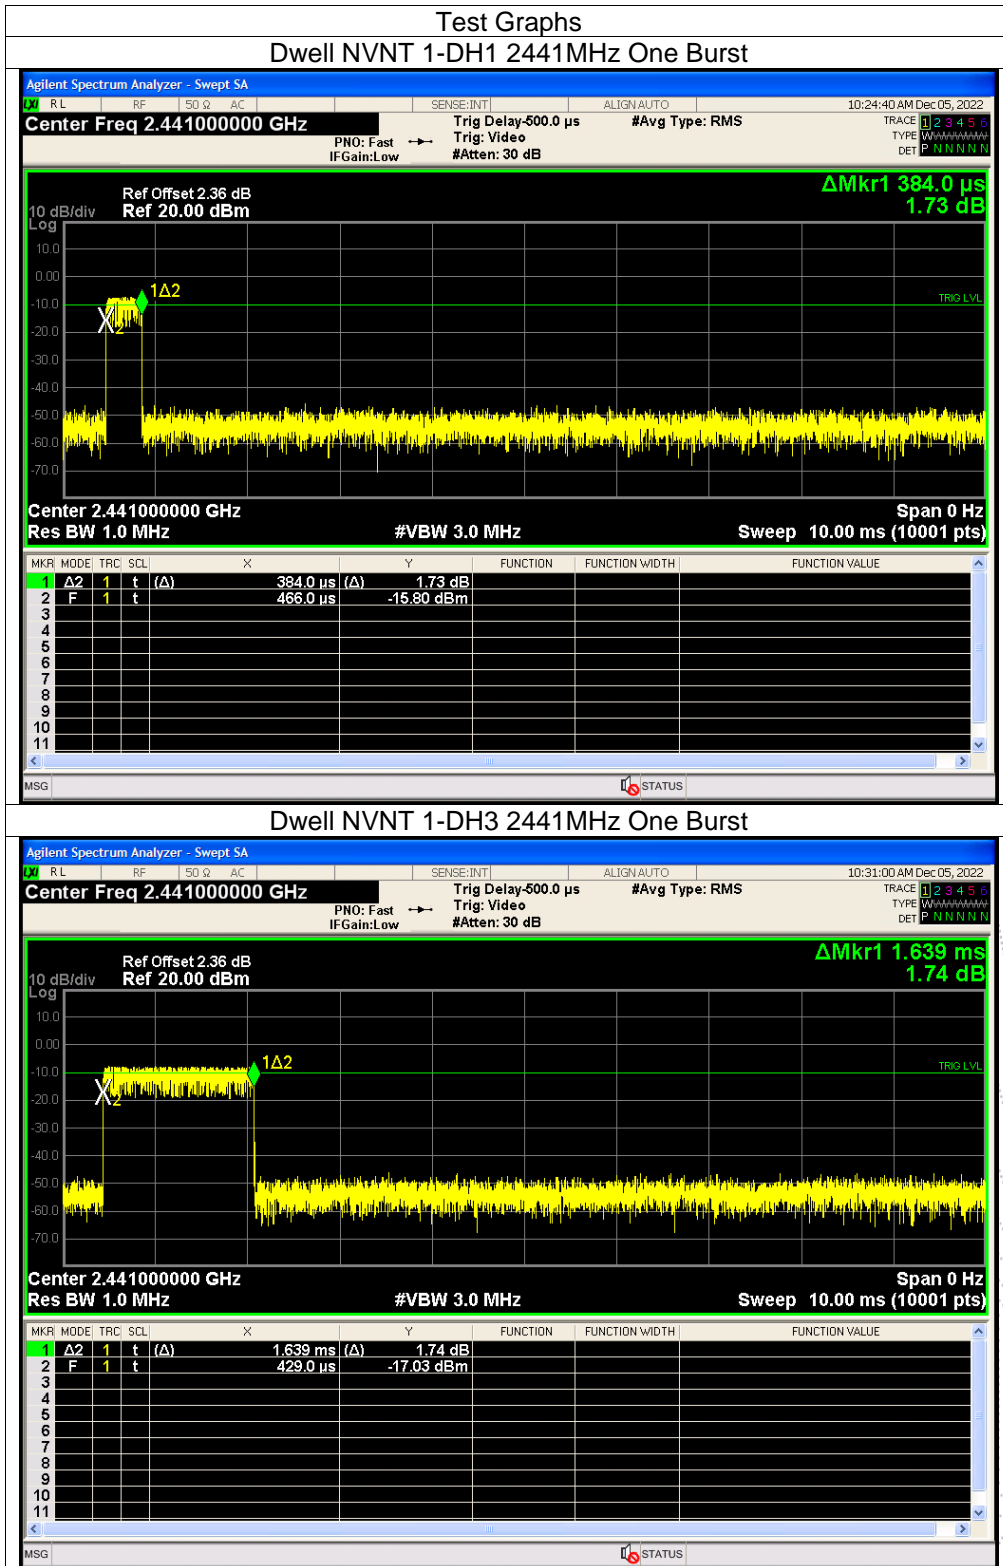 Test Graphs
Dwell NVNT 1-DH1 2441MHz One Burst
Agilent Spectrum Analyzer - Swept SA
LXI RL RF 50 Ω AC SENSE:INT ALIGN AUTO 10:24:40 AM Dec 05, 2022
Center Freq 2.441000000 GHz Trig Delay-500.0 µs #Avg Type: RMS TRACE 1 2 3 4 5 6
PNO: Fast Trig: Video TYPE WWWWWW
IFGain:Low #Atten: 30 dB DET P N N N N N
ΔMkr1 384.0 µs
Ref Offset 2.36 dB
10 dB/div Ref 20.00 dBm 1.73 dB
Log
10.0
0.00
1Δ2
-10.0 TRIG LVL
X2
-20.0
-30.0
-40.0
-50.0
-60.0
-70.0
Center 2.441000000 GHz Span 0 Hz
Res BW 1.0 MHz #VBW 3.0 MHz Sweep 10.00 ms (10001 pts)
MKR MODE TRC SCL X Y FUNCTION FUNCTION WIDTH FUNCTION VALUE
1 Δ2 1 t (Δ) 384.0 µs (Δ) 1.73 dB
2 F 1 t 466.0 µs -15.80 dBm
3
4
5
6
7
8
9
10
11
MSG STATUS
Dwell NVNT 1-DH3 2441MHz One Burst
Agilent Spectrum Analyzer - Swept SA
LXI RL RF 50 Ω AC SENSE:INT ALIGN AUTO 10:31:00 AM Dec 05, 2022
Center Freq 2.441000000 GHz Trig Delay-500.0 µs #Avg Type: RMS TRACE 1 2 3 4 5 6
PNO: Fast Trig: Video TYPE WWWWWW
IFGain:Low #Atten: 30 dB DET P N N N N N
ΔMkr1 1.639 ms
Ref Offset 2.36 dB
10 dB/div Ref 20.00 dBm 1.74 dB
Log
10.0
0.00
1Δ2
-10.0 TRIG LVL
X2
-20.0
-30.0
-40.0
-50.0
-60.0
-70.0
Center 2.441000000 GHz Span 0 Hz
Res BW 1.0 MHz #VBW 3.0 MHz Sweep 10.00 ms (10001 pts)
MKR MODE TRC SCL X Y FUNCTION FUNCTION WIDTH FUNCTION VALUE
1 Δ2 1 t (Δ) 1.639 ms (Δ) 1.74 dB
2 F 1 t 429.0 µs -17.03 dBm
3
4
5
6
7
8
9
10
11
MSG STATUS